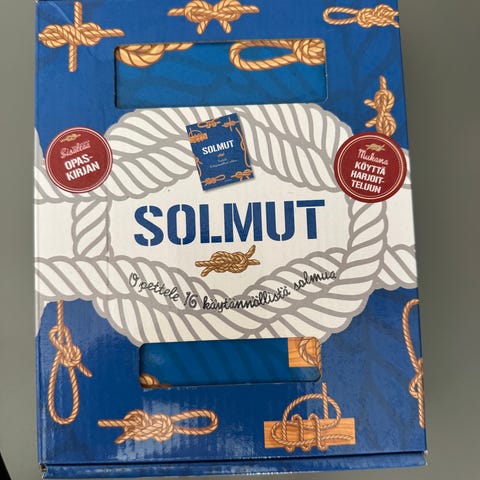 SOLMUT
Sisältää
OPAS-
KIRJAN
Mukana
KÖYTTÄ
HARJOIT-
TELUUN
SOLMUT
Opettele 16 käytännöllistä solmua